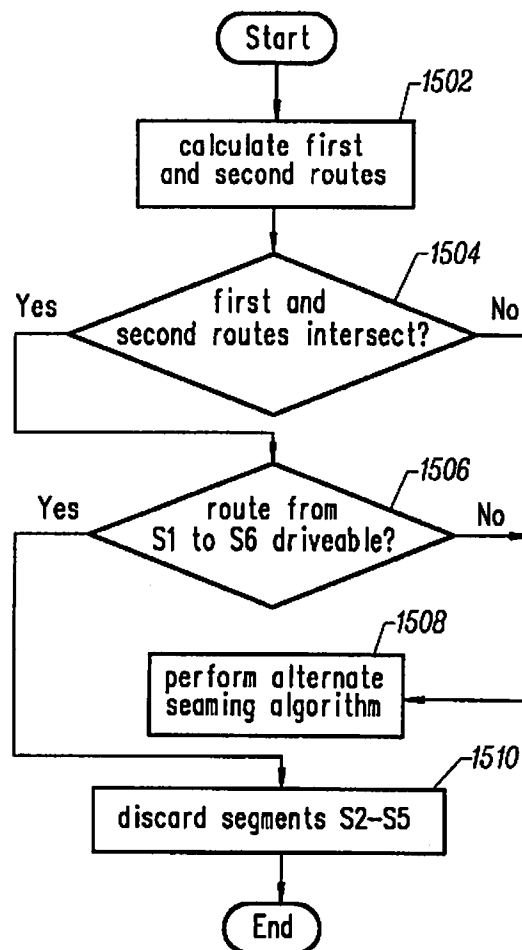 Start
1502
calculate first
and second routes
1504
Yes
first and
second routes intersect?
No
1506
Yes
route from
S1 to S6 driveable?
No
1508
perform alternate
seaming algorithm
1510
discard segments S2-S5
End